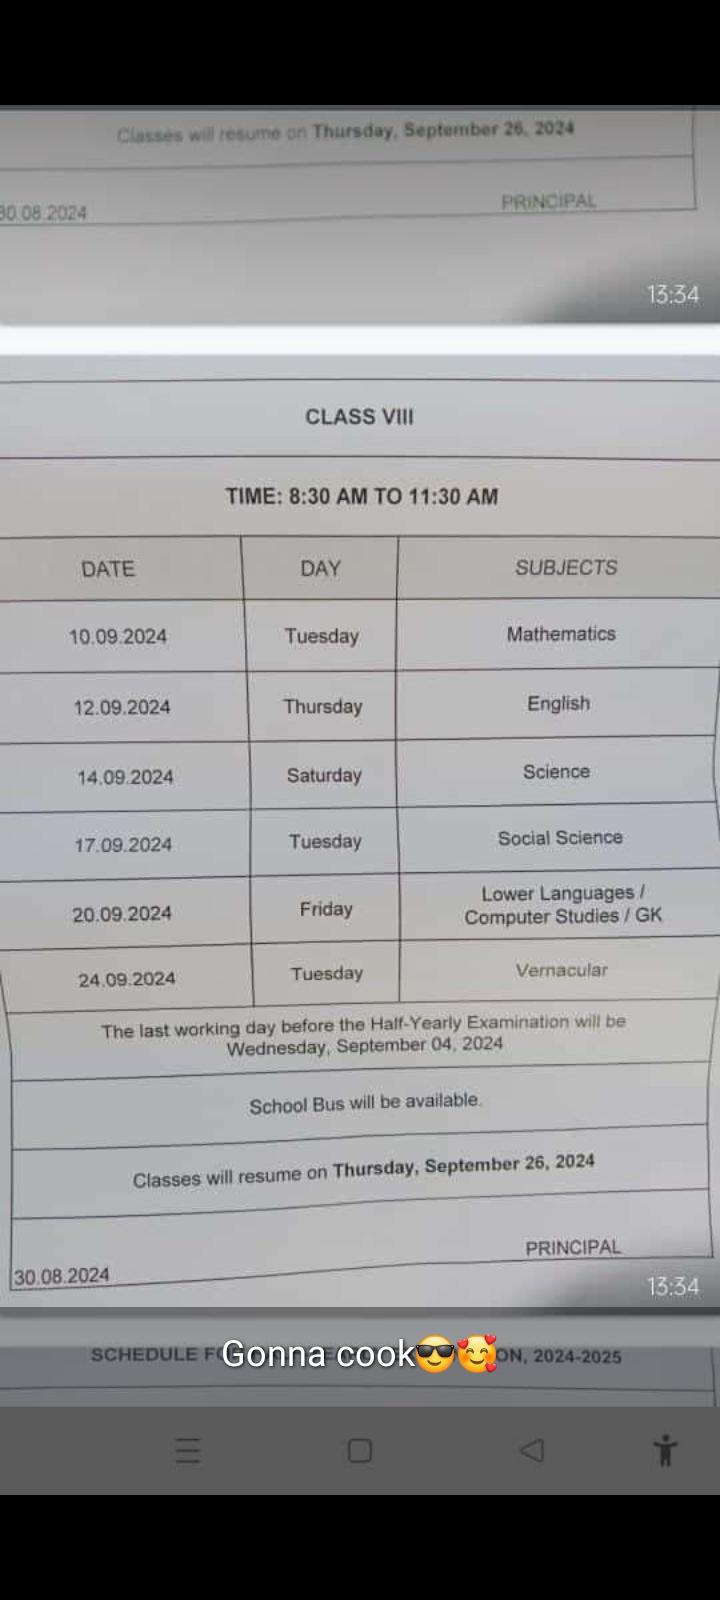 Classes will resume on Thursday, September 26, 2024
30.08.2024 PRINCIPAL
13:34
CLASS VIII
TIME: 8:30 AM TO 11:30 AM
DATE DAY SUBJECTS
10.09.2024 Tuesday Mathematics
12.09.2024 Thursday English
14.09.2024 Saturday Science
17.09.2024 Tuesday Social Science
20.09.2024 Friday Lower Languages /
Computer Studies / GK
24.09.2024 Tuesday Vernacular
The last working day before the Half-Yearly Examination will be
Wednesday, September 04, 2024
School Bus will be available.
Classes will resume on Thursday, September 26, 2024
PRINCIPAL
30.08.2024
13:34
SCHEDULE ON, 2024-2025
Gonna cook😎🥰